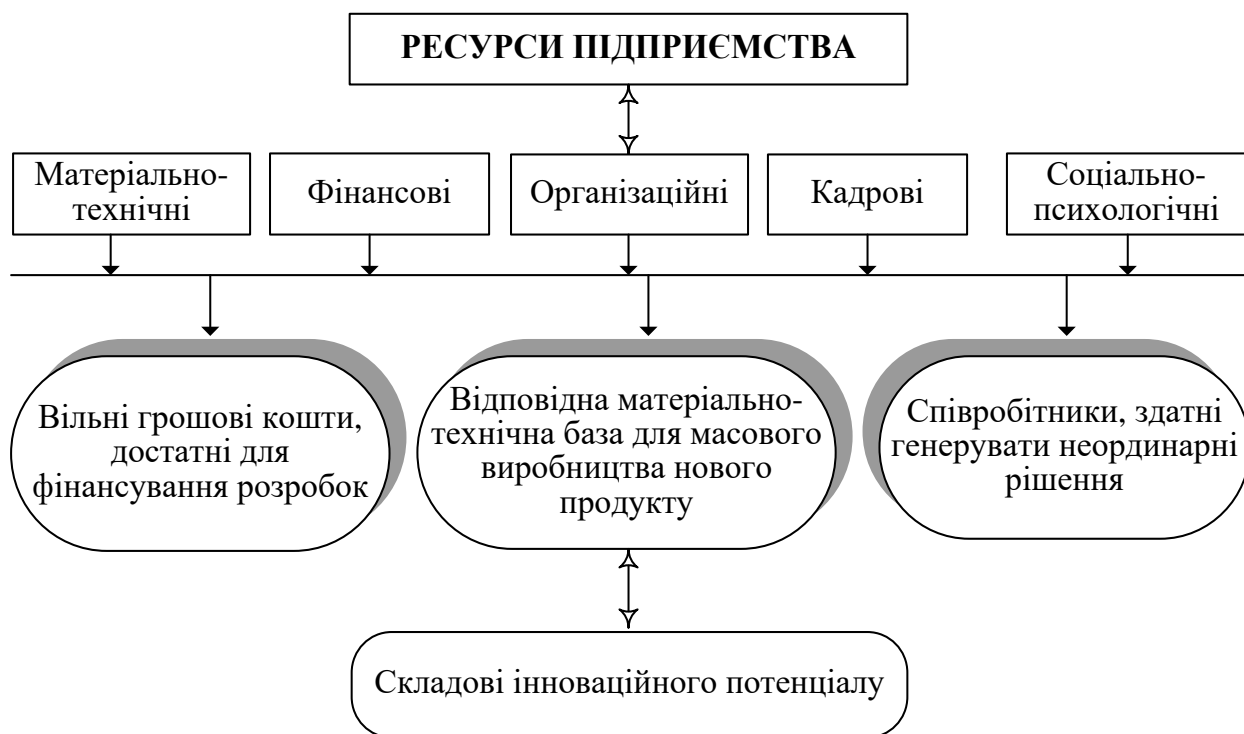 РЕСУРСИ ПІДПРИЄМСТВА
Матеріально-
технічні
Фінансові
Організаційні
Кадрові
Соціально-
психологічні
Вільні грошові кошти,
достатні для
фінансування розробок
Відповідна матеріально-
технічна база для масового
виробництва нового
продукту
Співробітники, здатні
генерувати неординарні
рішення
Складові інноваційного потенціалу